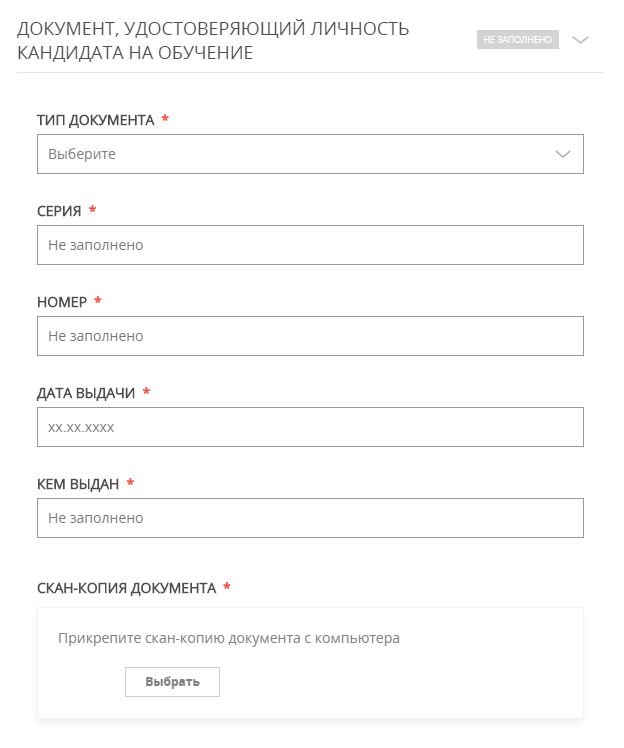 ДОКУМЕНТ, УДОСТОВЕРЯЮЩИЙ ЛИЧНОСТЬ
КАНДИДАТА НА ОБУЧЕНИЕ
НЕ ЗАПОЛНЕНО
ТИП ДОКУМЕНТА *
Выберите
СЕРИЯ *
Не заполнено
НОМЕР *
Не заполнено
ДАТА ВЫДАЧИ *
xx.xx.xxxx
КЕМ ВЫДАН *
Не заполнено
СКАН-КОПИЯ ДОКУМЕНТА *
Прикрепите скан-копию документа с компьютера
Выбрать